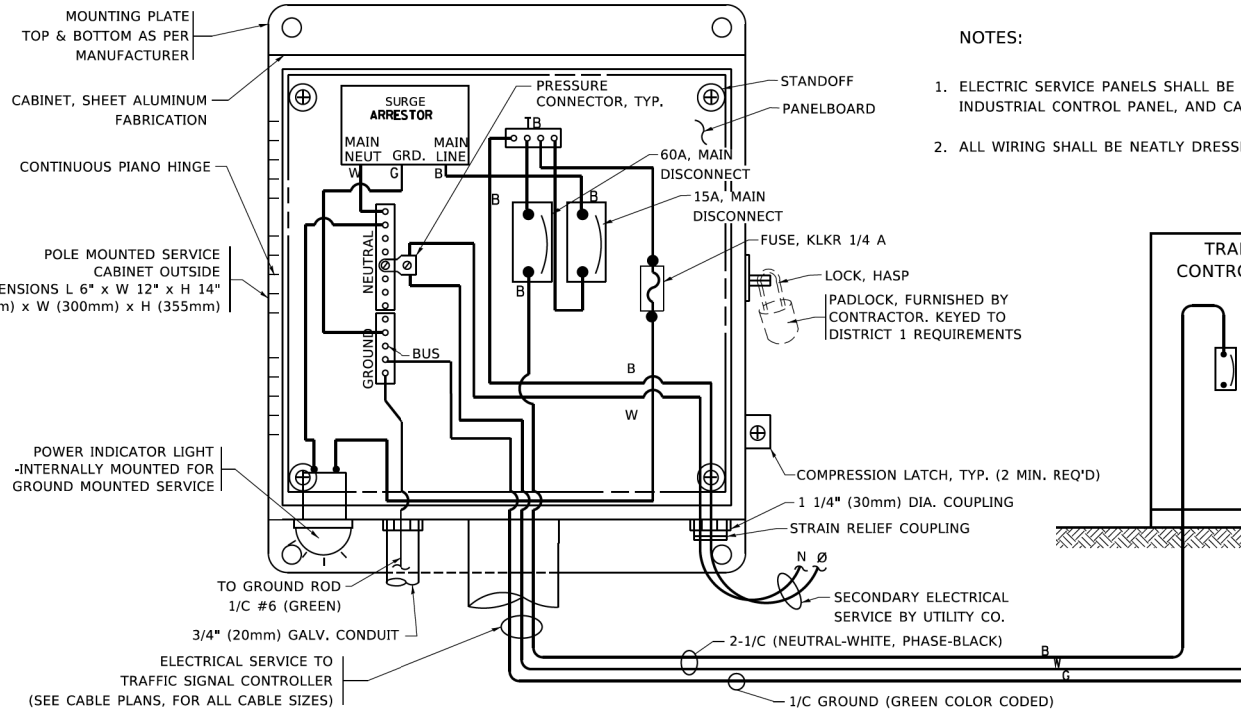 MOUNTING PLATE
TOP & BOTTOM AS PER
MANUFACTURER
CABINET, SHEET ALUMINUM
FABRICATION
CONTINUOUS PIANO HINGE
POLE MOUNTED SERVICE
CABINET OUTSIDE
ENSIONS L 6" x W 12" x H 14"
m) x W (300mm) x H (355mm)
POWER INDICATOR LIGHT
-INTERNALLY MOUNTED FOR
GROUND MOUNTED SERVICE
SURGE
ARRESTOR
MAIN
NEUT
GRD.
MAIN
LINE
W
G
B
PRESSURE
CONNECTOR, TYP.
TB
STANDOFF
PANELBOARD
60A, MAIN
DISCONNECT
15A, MAIN
DISCONNECT
B
B
B
FUSE, KLKR 1/4 A
LOCK, HASP
PADLOCK, FURNISHED BY
CONTRACTOR. KEYED TO
DISTRICT 1 REQUIREMENTS
NEUTRAL
GROUND
BUS
B
W
COMPRESSION LATCH, TYP. (2 MIN. REQ'D)
1 1/4" (30mm) DIA. COUPLING
STRAIN RELIEF COUPLING
N Ø
SECONDARY ELECTRICAL
SERVICE BY UTILITY CO.
TO GROUND ROD
1/C #6 (GREEN)
3/4" (20mm) GALV. CONDUIT
ELECTRICAL SERVICE TO
TRAFFIC SIGNAL CONTROLLER
(SEE CABLE PLANS, FOR ALL CABLE SIZES)
2-1/C (NEUTRAL-WHITE, PHASE-BLACK)
B
W
G
1/C GROUND (GREEN COLOR CODED)
NOTES:
1. ELECTRIC SERVICE PANELS SHALL BE
INDUSTRIAL CONTROL PANEL, AND CA
2. ALL WIRING SHALL BE NEATLY DRESSE
TRA
CONTRO